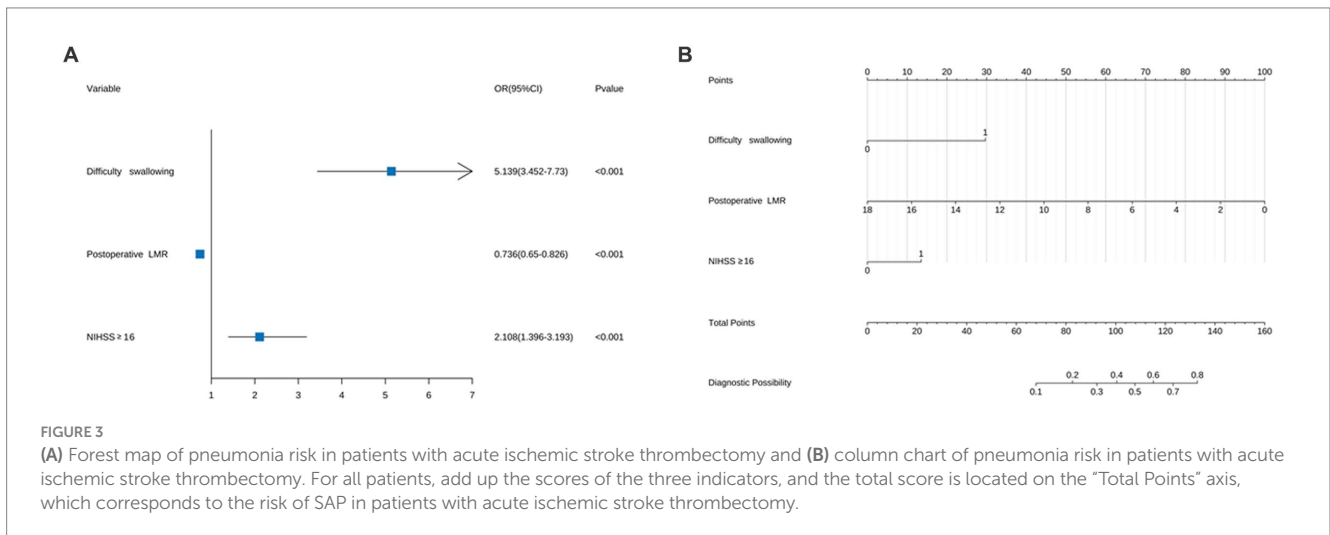 A
Variable OR(95%CI) Pvalue
Difficulty swallowing 5.139(3.452-7.73) <0.001
Postoperative LMR 0.736(0.65-0.826) <0.001
NIHSS ≥ 16 2.108(1.396-3.193) <0.001
1 2 3 4 5 6 7
B
0 10 20 30 40 50 60 70 80 90 100
Points
1
Difficulty swallowing
0
Postoperative LMR
18 16 14 12 10 8 6 4 2 0
1
NIHSS ≥16
0
Total Points
0 20 40 60 80 100 120 140 160
0.2 0.4 0.6 0.8
Diagnostic Possibility
0.1 0.3 0.5 0.7
FIGURE 3
(A) Forest map of pneumonia risk in patients with acute ischemic stroke thrombectomy and (B) column chart of pneumonia risk in patients with acute
ischemic stroke thrombectomy. For all patients, add up the scores of the three indicators, and the total score is located on the “Total Points” axis,
which corresponds to the risk of SAP in patients with acute ischemic stroke thrombectomy.